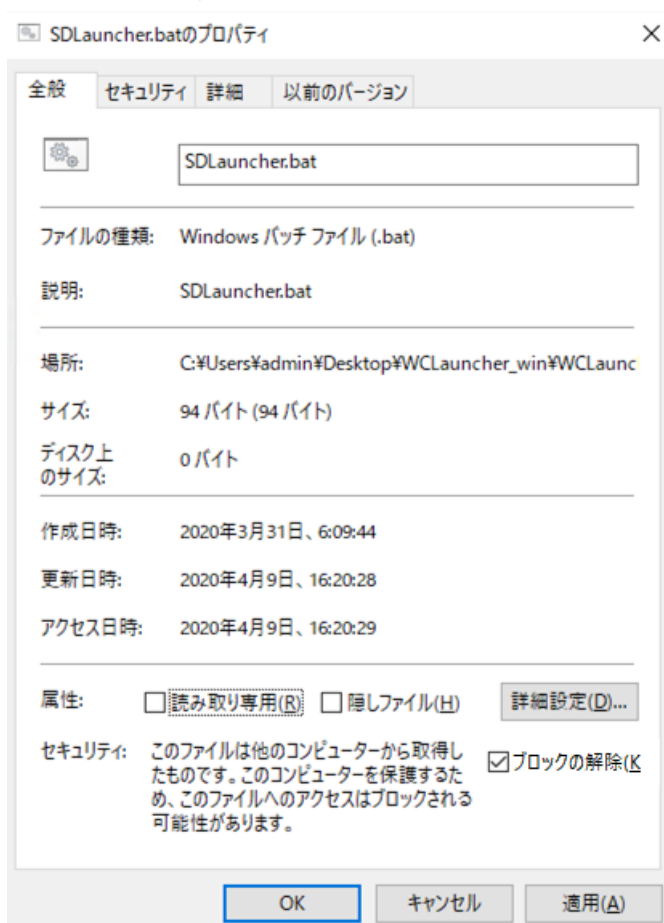 SDLauncher.batのプロパティ
全般 セキュリティ 詳細 以前のバージョン
SDLauncher.bat
ファイルの種類: Windows バッチ ファイル (.bat)
説明: SDLauncher.bat
場所: C:¥Users¥admin¥Desktop¥WCLauncher_win¥WCLaunc
サイズ: 94 バイト (94 バイト)
ディスク上
のサイズ: 0 バイト
作成日時: 2020年3月31日、6:09:44
更新日時: 2020年4月9日、16:20:28
アクセス日時: 2020年4月9日、16:20:29
属性: 読み取り専用(R) 隠しファイル(H) 詳細設定(D)...
セキュリティ: このファイルは他のコンピューターから取得し
たものです。このコンピューターを保護するた
め、このファイルへのアクセスはブロックされる
可能性があります。
ブロックの解除(K
OK キャンセル 適用(A)